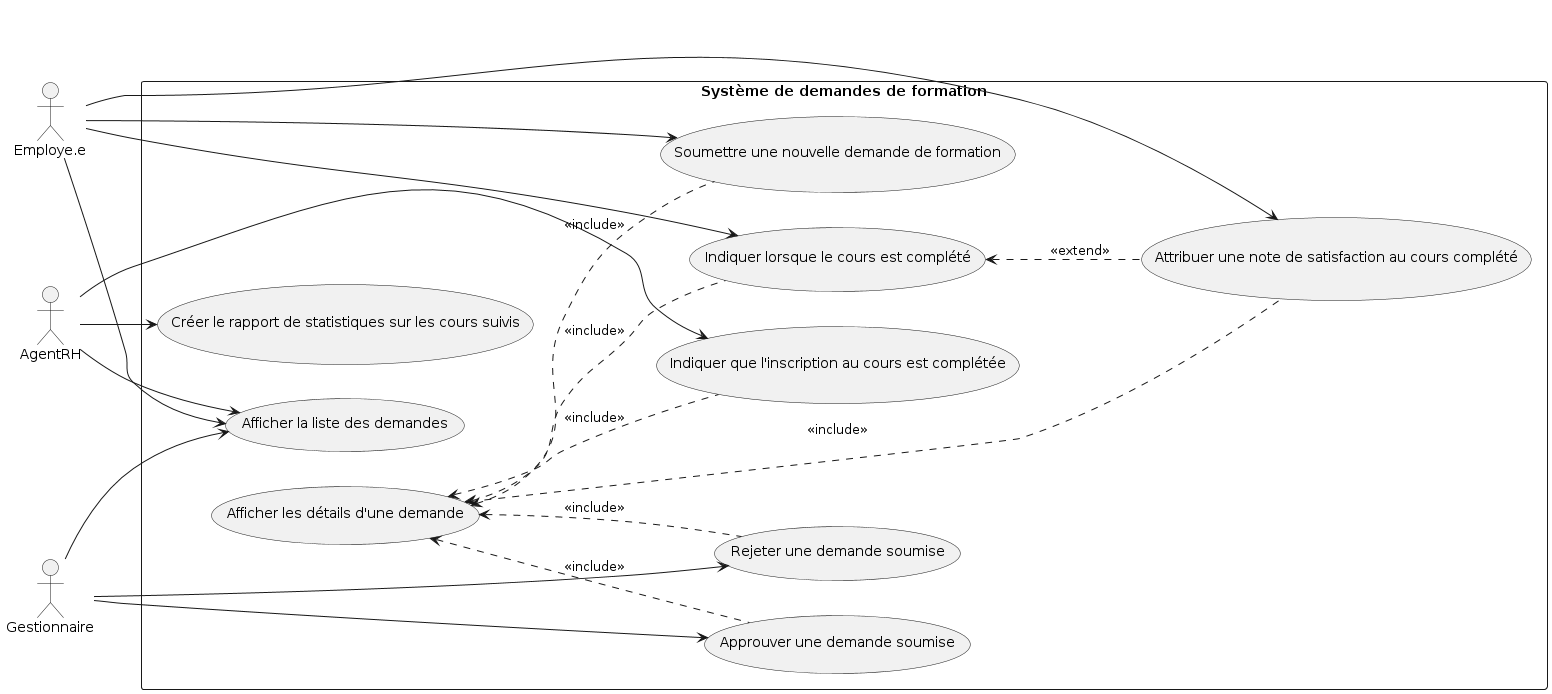 Système de demandes de formation
Employe.e
Soumettre une nouvelle demande de formation
«include»
Indiquer lorsque le cours est complété
«extend»
Attribuer une note de satisfaction au cours complété
AgentRH
Créer le rapport de statistiques sur les cours suivis
«include»
Indiquer que l'inscription au cours est complétée
Afficher la liste des demandes
«include»
«include»
Afficher les détails d'une demande
«include»
Rejeter une demande soumise
«include»
Gestionnaire
Approuver une demande soumise